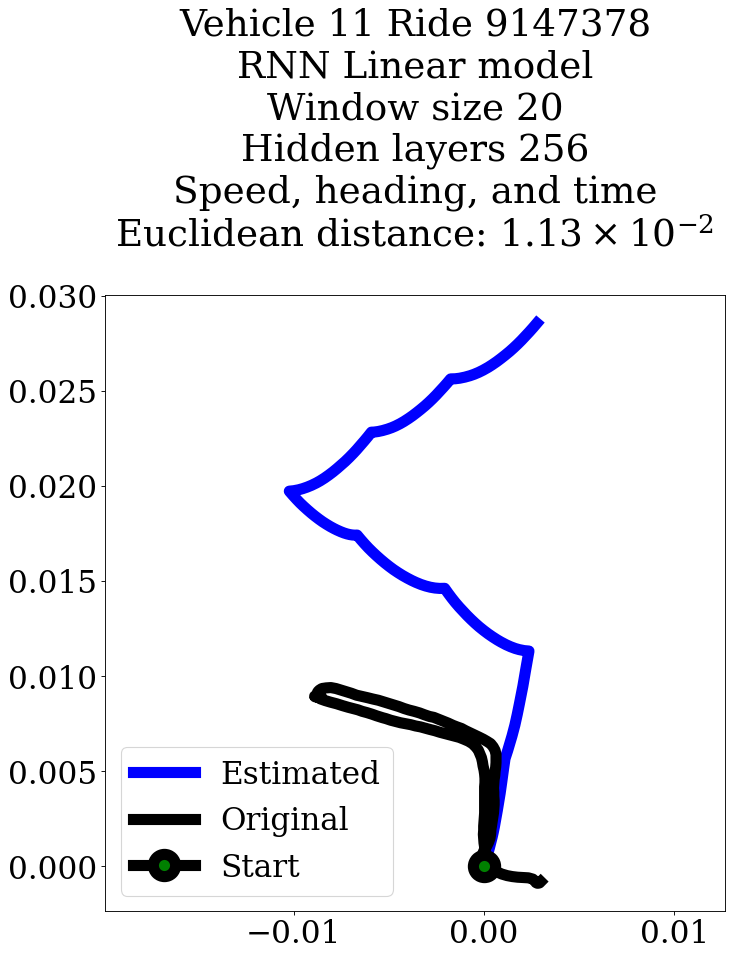 Vehicle 11 Ride 9147378
RNN Linear model
Window size 20
Hidden layers 256
Speed, heading, and time
Euclidean distance: 1.13 × 10⁻²
0.030
0.025
0.020
0.015
0.010
0.005
0.000
Estimated
Original
Start
−0.01 0.00 0.01